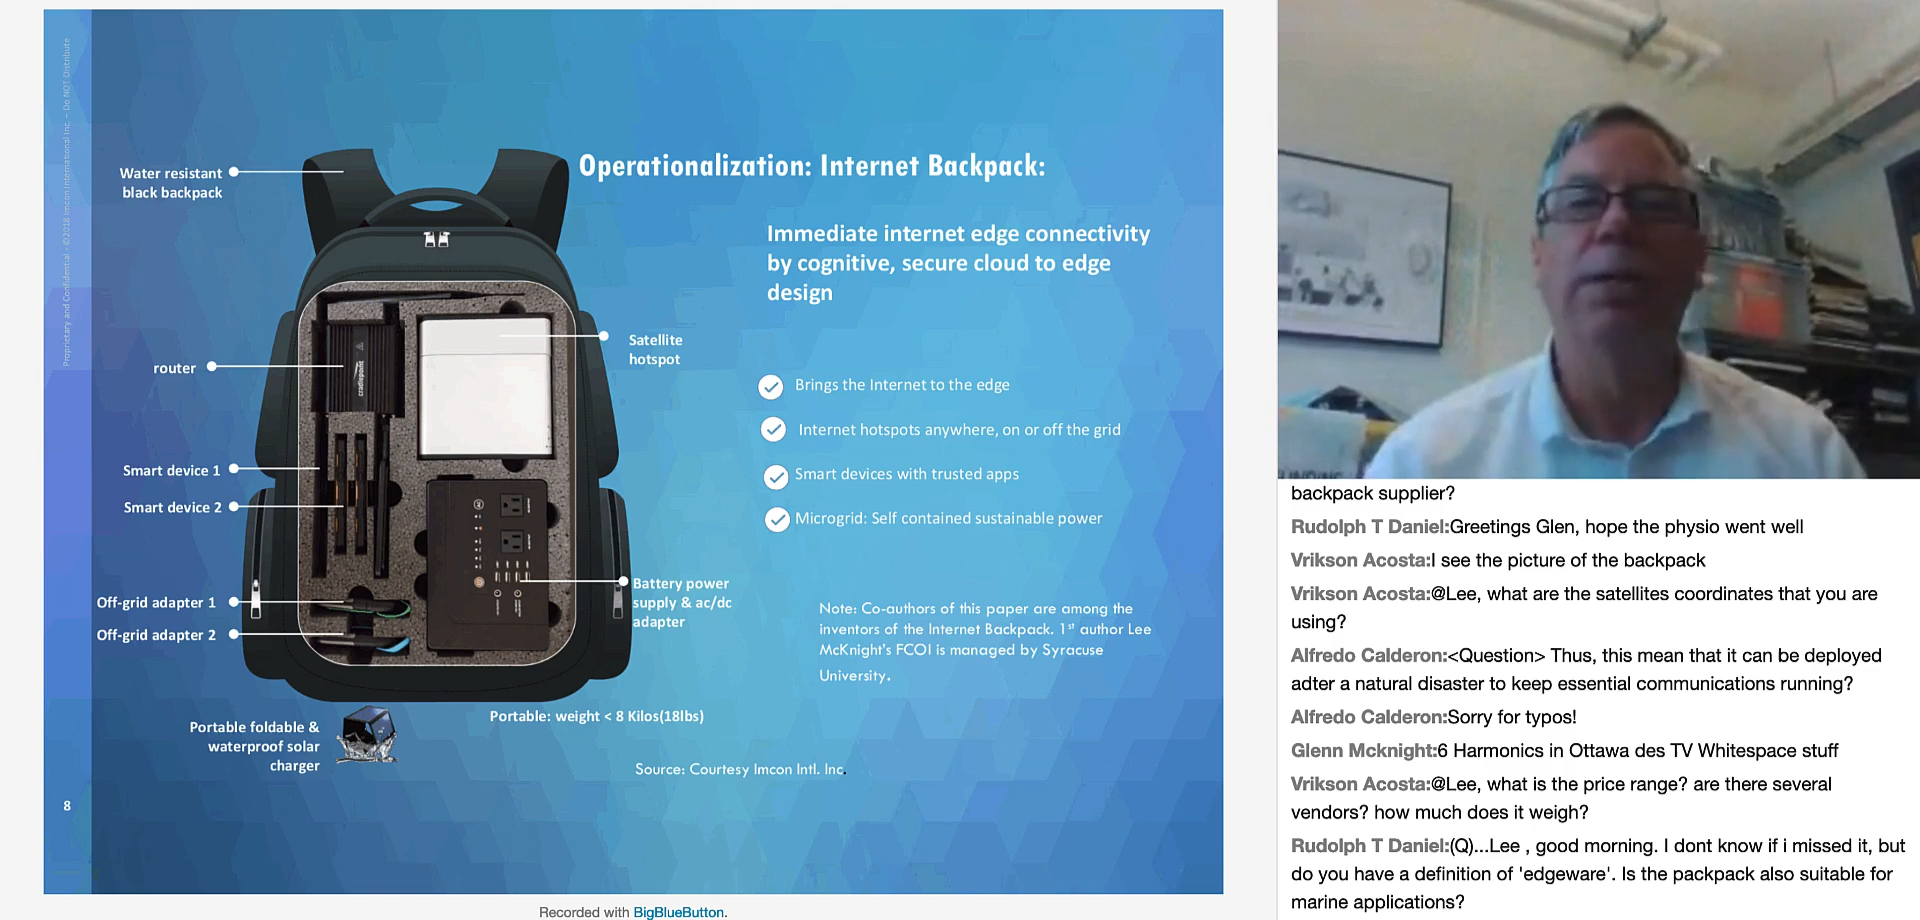 Proprietary and Confidential - ©2018 Imcon International Inc. – Do NOT Distribute
Operationalization: Internet Backpack:
Water resistant
black backpack
Immediate internet edge connectivity
by cognitive, secure cloud to edge
design
router
cradlepoint
Satellite
hotspot
Brings the Internet to the edge
Internet hotspots anywhere, on or off the grid
Smart device 1
Smart devices with trusted apps
Smart device 2
Microgrid: Self contained sustainable power
Off-grid adapter 1
Off-grid adapter 2
Battery power
supply & ac/dc
adapter
Note: Co-authors of this paper are among the
inventors of the Internet Backpack. 1st author Lee
McKnight's FCOI is managed by Syracuse
University.
Portable: weight < 8 Kilos(18lbs)
Portable foldable &
waterproof solar
charger
Source: Courtesy Imcon Intl. Inc.
8
Recorded with BigBlueButton.
backpack supplier?
Rudolph T Daniel:Greetings Glen, hope the physio went well
Vrikson Acosta:I see the picture of the backpack
Vrikson Acosta:@Lee, what are the satellites coordinates that you are
using?
Alfredo Calderon:<Question> Thus, this mean that it can be deployed
adter a natural disaster to keep essential communications running?
Alfredo Calderon:Sorry for typos!
Glenn Mcknight:6 Harmonics in Ottawa des TV Whitespace stuff
Vrikson Acosta:@Lee, what is the price range? are there several
vendors? how much does it weigh?
Rudolph T Daniel:(Q)...Lee , good morning. I dont know if i missed it, but
do you have a definition of 'edgeware'. Is the packpack also suitable for
marine applications?